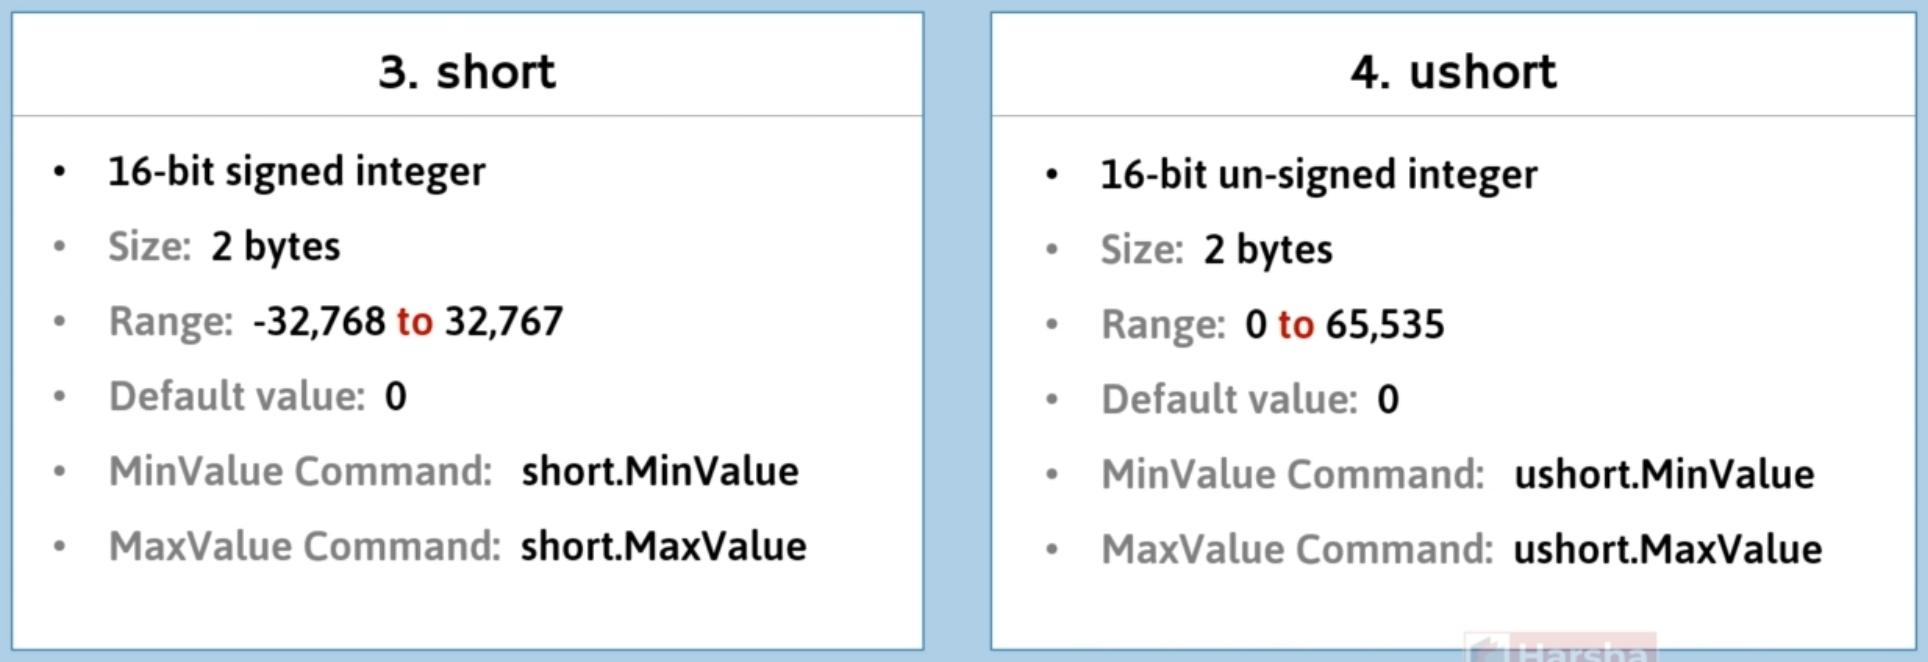 3. short
• 16-bit signed integer
• Size: 2 bytes
• Range: -32,768 to 32,767
• Default value: 0
• MinValue Command: short.MinValue
• MaxValue Command: short.MaxValue
4. ushort
• 16-bit un-signed integer
• Size: 2 bytes
• Range: 0 to 65,535
• Default value: 0
• MinValue Command: ushort.MinValue
• MaxValue Command: ushort.MaxValue
Harsha